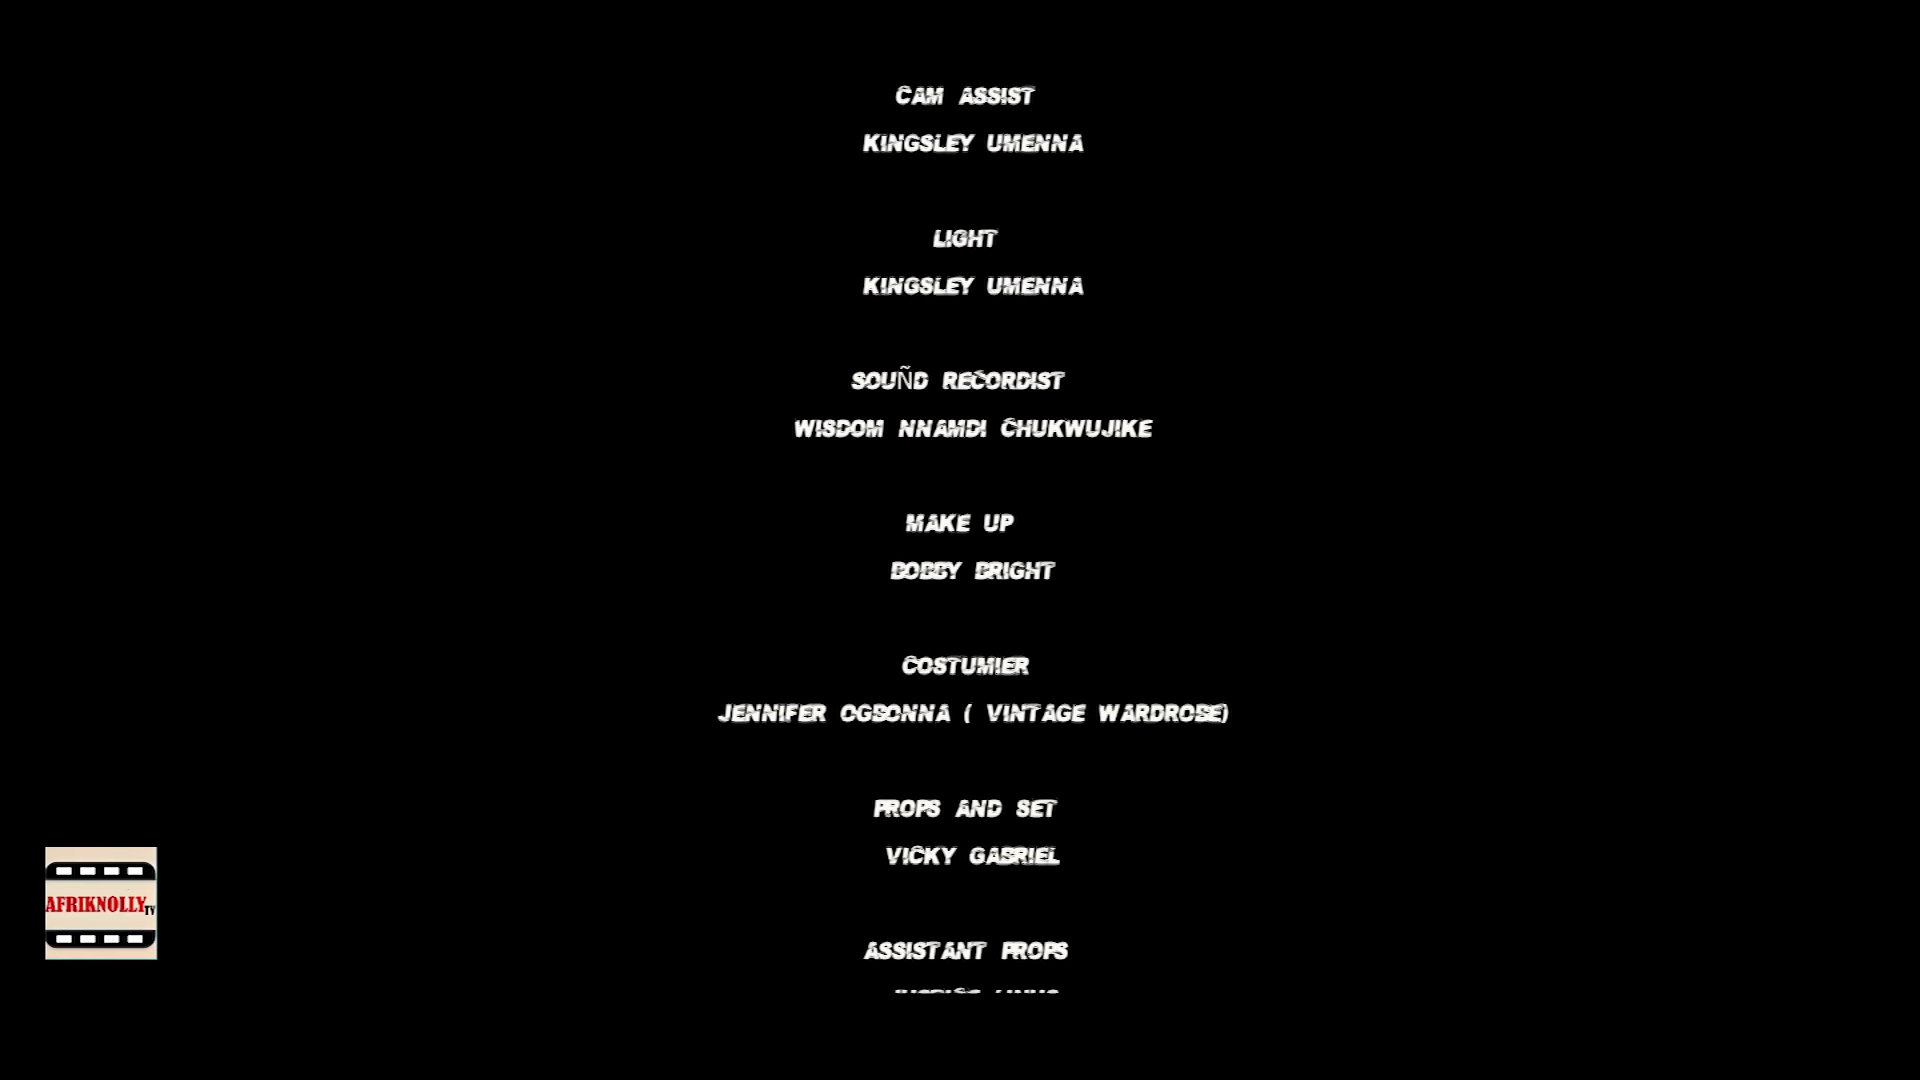 CAM ASSIST
KINGSLEY UMENNA
LIGHT
KINGSLEY UMENNA
SOUÑD RECORDIST
WISDOM NNAMDI CHUKWUJIKE
MAKE UP
BOBBY BRIGHT
COSTUMIER
JENNIFER OGBONNA ( VINTAGE WARDROBE)
PROPS AND SET
VICKY GABRIEL
ASSISTANT PROPS
AFRIKNOLLY TV